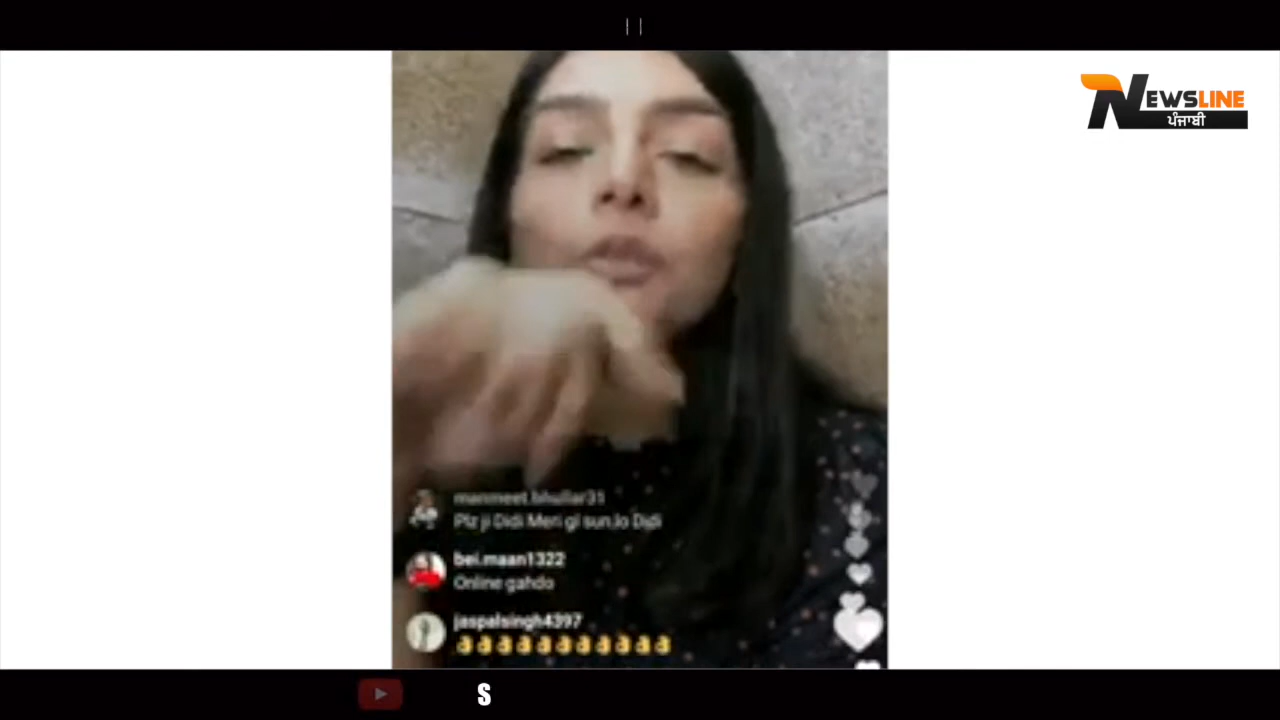 NEWSLINE
ਪੰਜਾਬੀ
manmeet.bhullar31
Plz ji Didi Meri gl sun.lo Didi
bei.maan1322
Online gahdo
jaspalsingh4397
👌👌👌👌👌👌👌👌👌👌👌
S